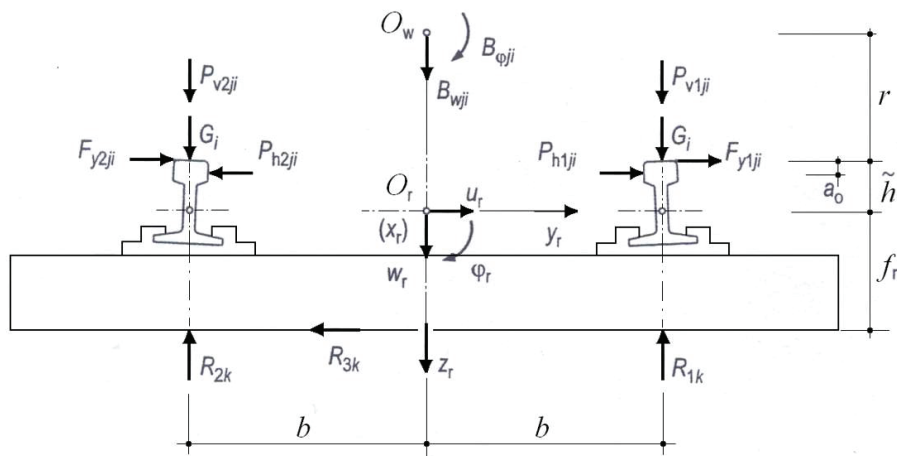 O_w
B_φji
P_v2ji
B_wji
P_v1ji
r
G_i
G_i
F_y2ji
P_h2ji
P_h1ji
F_y1ji
a_o
h̃
O_r
u_r
(x_r)
y_r
w_r
φ_r
f_r
R_2k
R_3k
z_r
R_1k
b
b